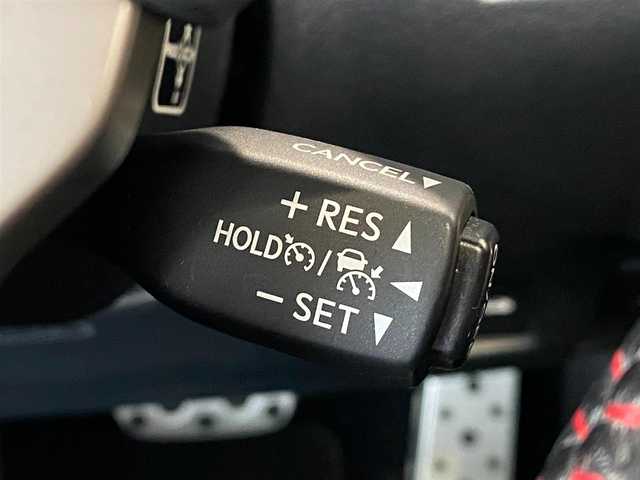 CANCEL
+ RES
HOLD /
− SET